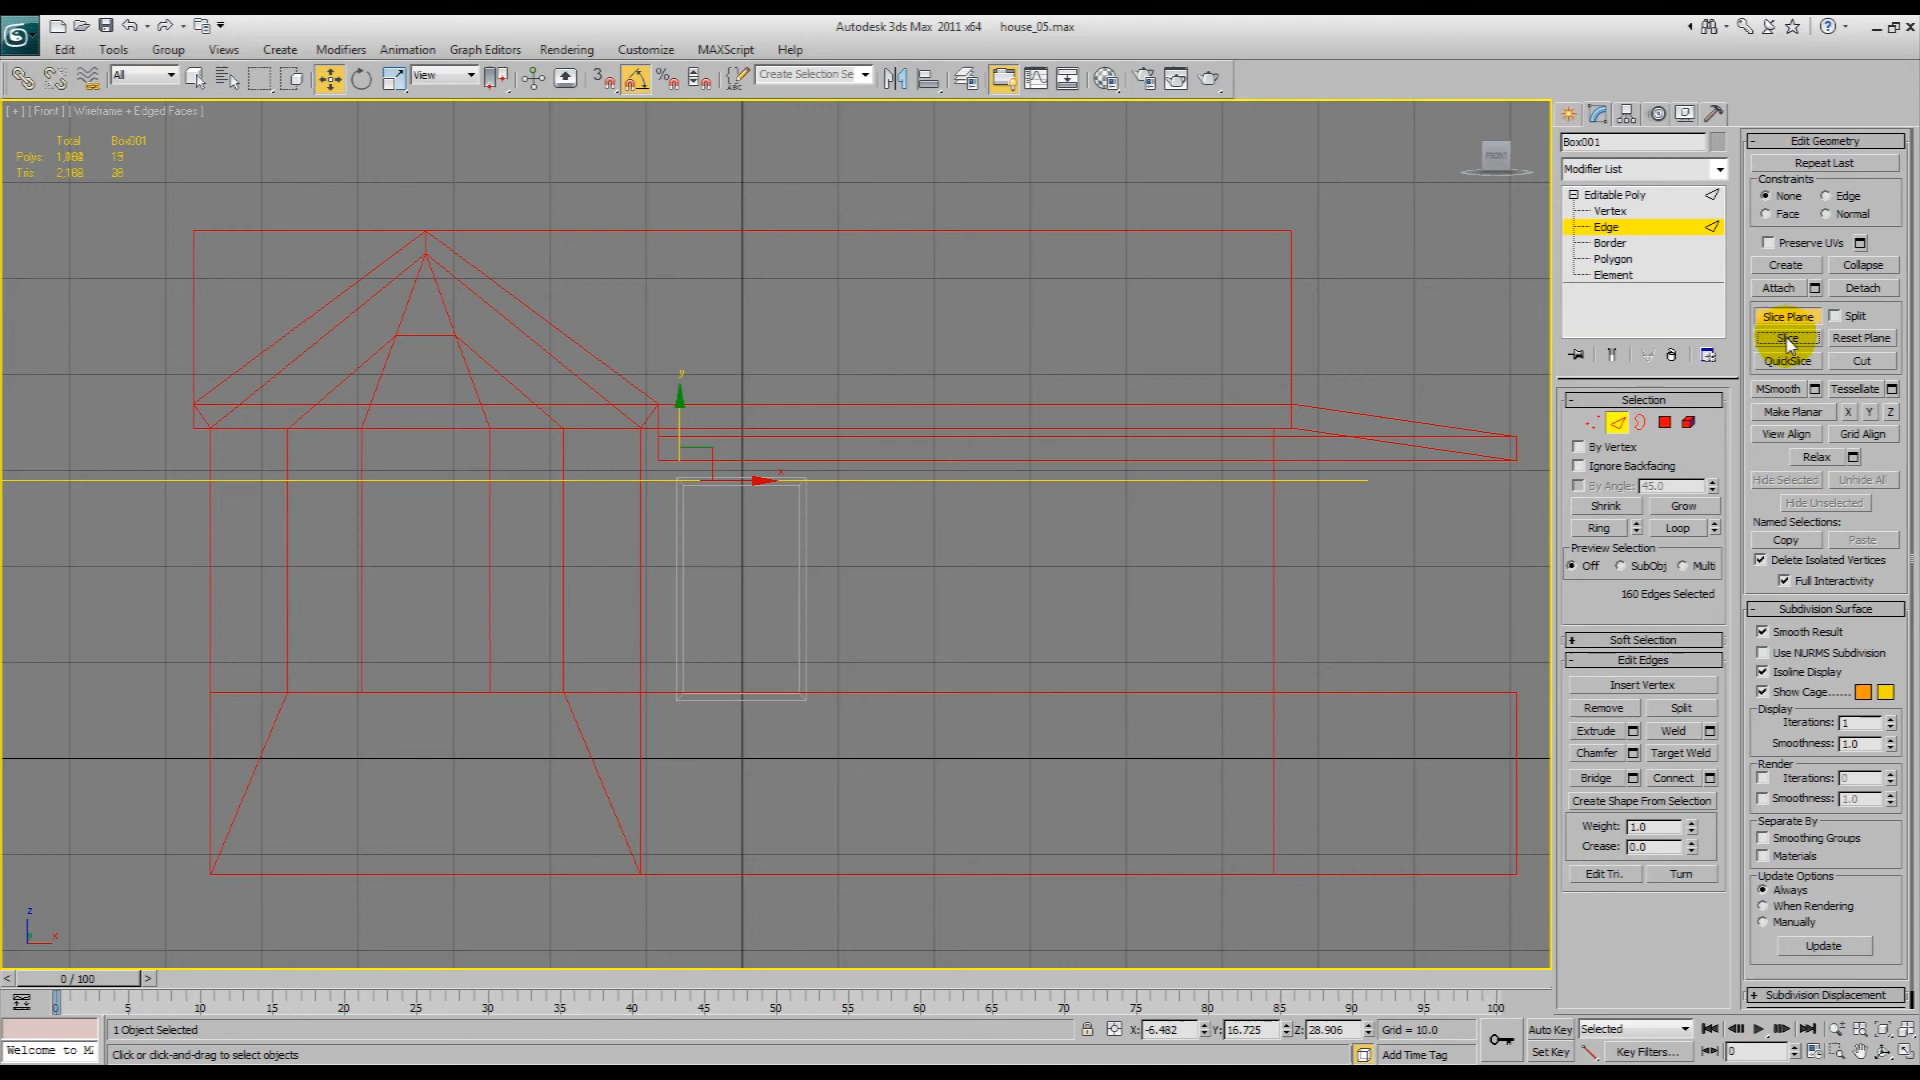 Autodesk 3ds Max 2011 x64 house_05.max
Edit Tools Group Views Create Modifiers Animation Graph Editors Rendering Customize MAXScript Help
All View 3 Create Selection Se
[ + ] [ Front ] [ Wireframe + Edged Faces ]
Total Box001
Polys:
Tris:
FRONT
y
x
z
x
Box001
Modifier List
Editable Poly
Vertex
Edge
Border
Polygon
Element
Selection
By Vertex
Ignore Backfacing
By Angle: 45.0
Shrink Grow
Ring Loop
Preview Selection
Off SubObj Multi
160 Edges Selected
Soft Selection
Edit Edges
Insert Vertex
Remove Split
Extrude Weld
Chamfer Target Weld
Bridge Connect
Create Shape From Selection
Weight: 1.0
Crease: 0.0
Edit Tri. Turn
Edit Geometry
Repeat Last
Constraints
None Edge
Face Normal
Preserve UVs
Create Collapse
Attach Detach
Slice Plane Split
Slice Reset Plane
QuickSlice Cut
MSmooth Tessellate
Make Planar X Y Z
View Align Grid Align
Relax
Hide Selected Unhide All
Hide Unselected
Named Selections:
Copy Paste
Delete Isolated Vertices
Full Interactivity
Subdivision Surface
Smooth Result
Use NURMS Subdivision
Isoline Display
Show Cage......
Display
Iterations: 1
Smoothness: 1.0
Render
Iterations: 0
Smoothness: 1.0
Separate By
Smoothing Groups
Materials
Update Options
Always
When Rendering
Manually
Update
Subdivision Displacement
< 0 / 100 >
0 5 10 15 20 25 30 35 40 45 50 55 60 65 70 75 80 85 90 95 100
1 Object Selected X: -6.482 Y: 16.725 Z: 28.906 Grid = 10.0 Auto Key Selected
Welcome to M Click or click-and-drag to select objects Add Time Tag Set Key Key Filters... 0